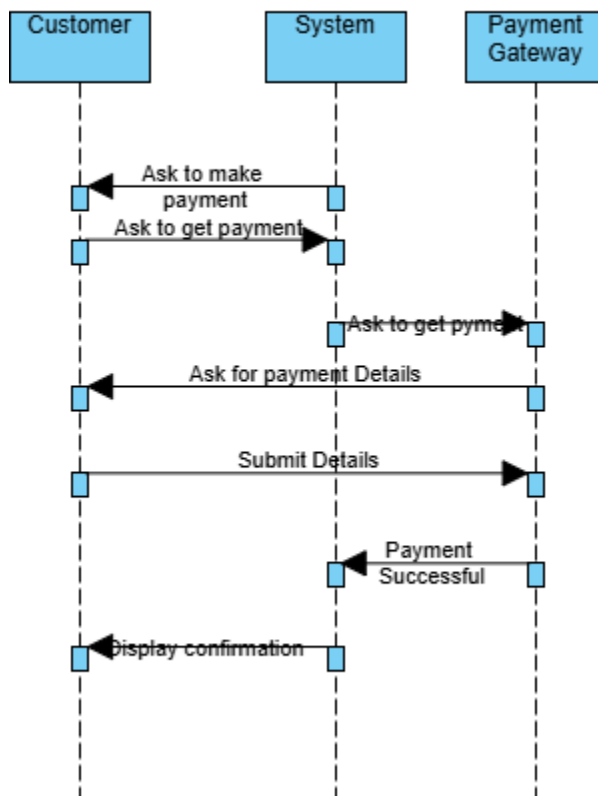 Customer
System
Payment
Gateway
Ask to make
payment
Ask to get payment
Ask to get pyment
Ask for payment Details
Submit Details
Payment
Successful
Display confirmation